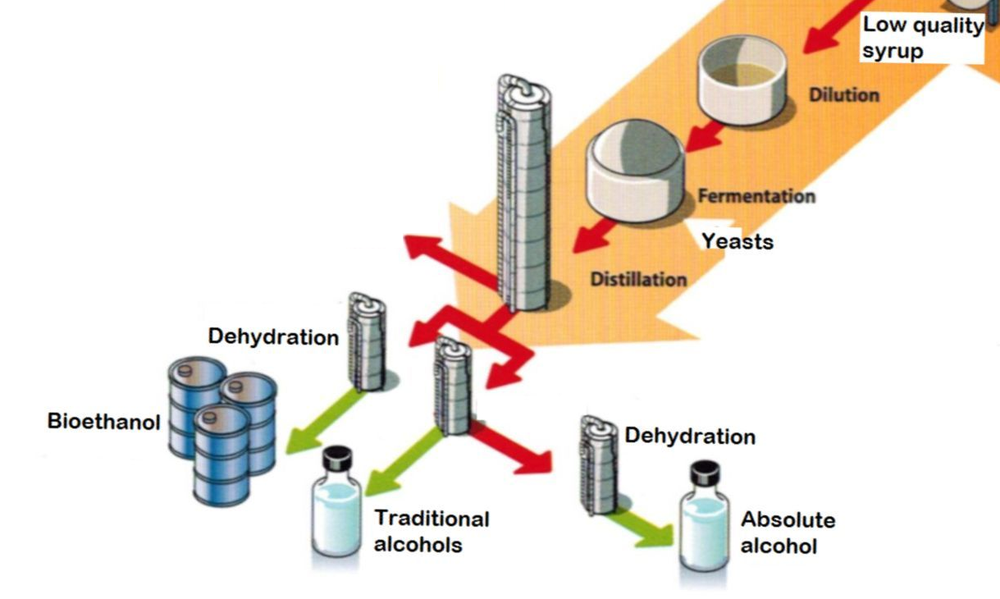 Low quality
syrup
Dilution
Fermentation
Yeasts
Distillation
Dehydration
Bioethanol
Dehydration
Traditional
alcohols
Absolute
alcohol